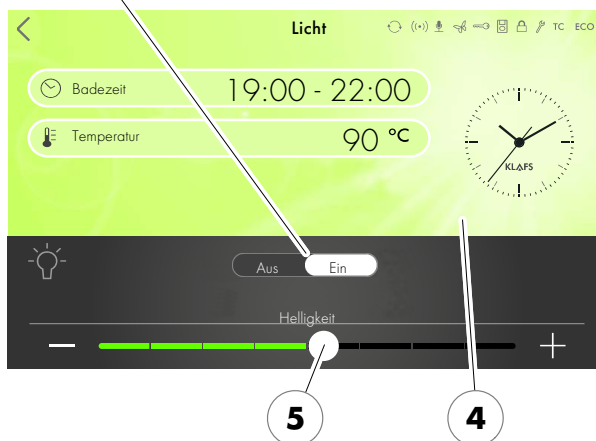 Licht
TC ECO
Badezeit 19:00 - 22:00
Temperatur 90 °C
KLAFS
Aus Ein
Helligkeit
5 4